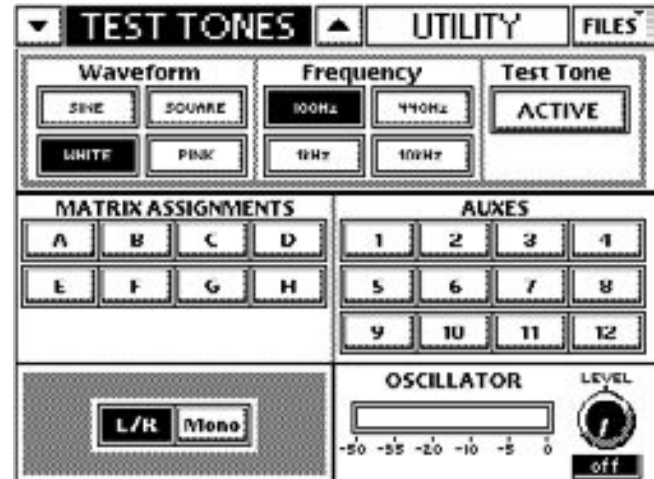 TEST TONES UTILITY FILES
Waveform Frequency Test Tone
SINE SQUARE 100Hz 440Hz ACTIVE
WHITE PINK 1kHz 10kHz
MATRIX ASSIGNMENTS AUXES
A B C D 1 2 3 4
E F G H 5 6 7 8
9 10 11 12
OSCILLATOR LEVEL
L/R Mono
-50 -55 -20 -10 -5 0
off